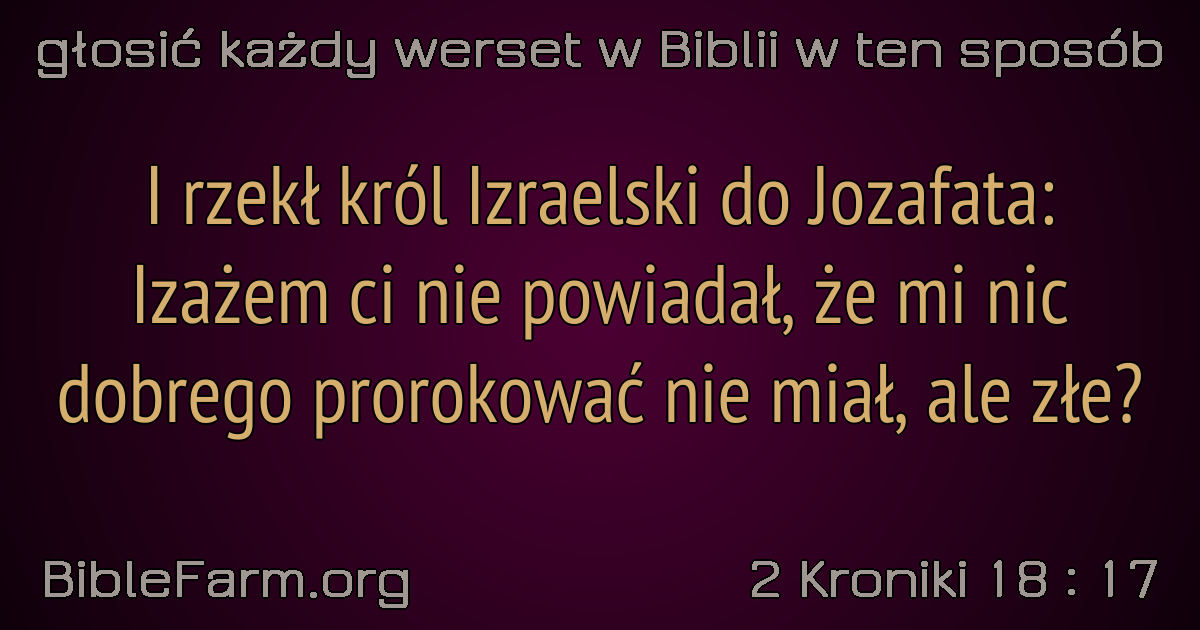 głosić każdy werset w Biblii w ten sposób
I rzekł król Izraelski do Jozafata:
Izażem ci nie powiadał, że mi nic
dobrego prorokować nie miał, ale złe?
BibleFarm.org
2 Kroniki 18 : 17